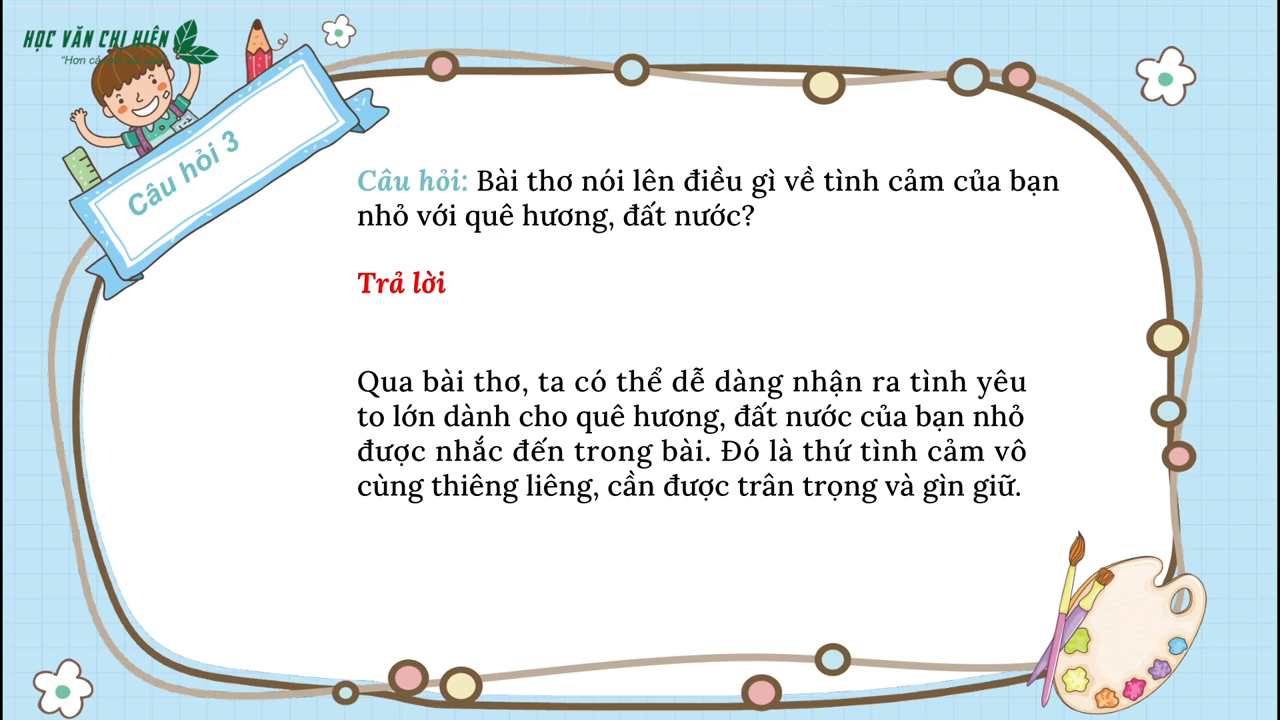 HỌC VĂN CHỊ HIÊN
Câu hỏi 3
Câu hỏi: Bài thơ nói lên điều gì về tình cảm của bạn
nhỏ với quê hương, đất nước?
Trả lời
Qua bài thơ, ta có thể dễ dàng nhận ra tình yêu
to lớn dành cho quê hương, đất nước của bạn nhỏ
được nhắc đến trong bài. Đó là thứ tình cảm vô
cùng thiêng liêng, cần được trân trọng và gìn giữ.